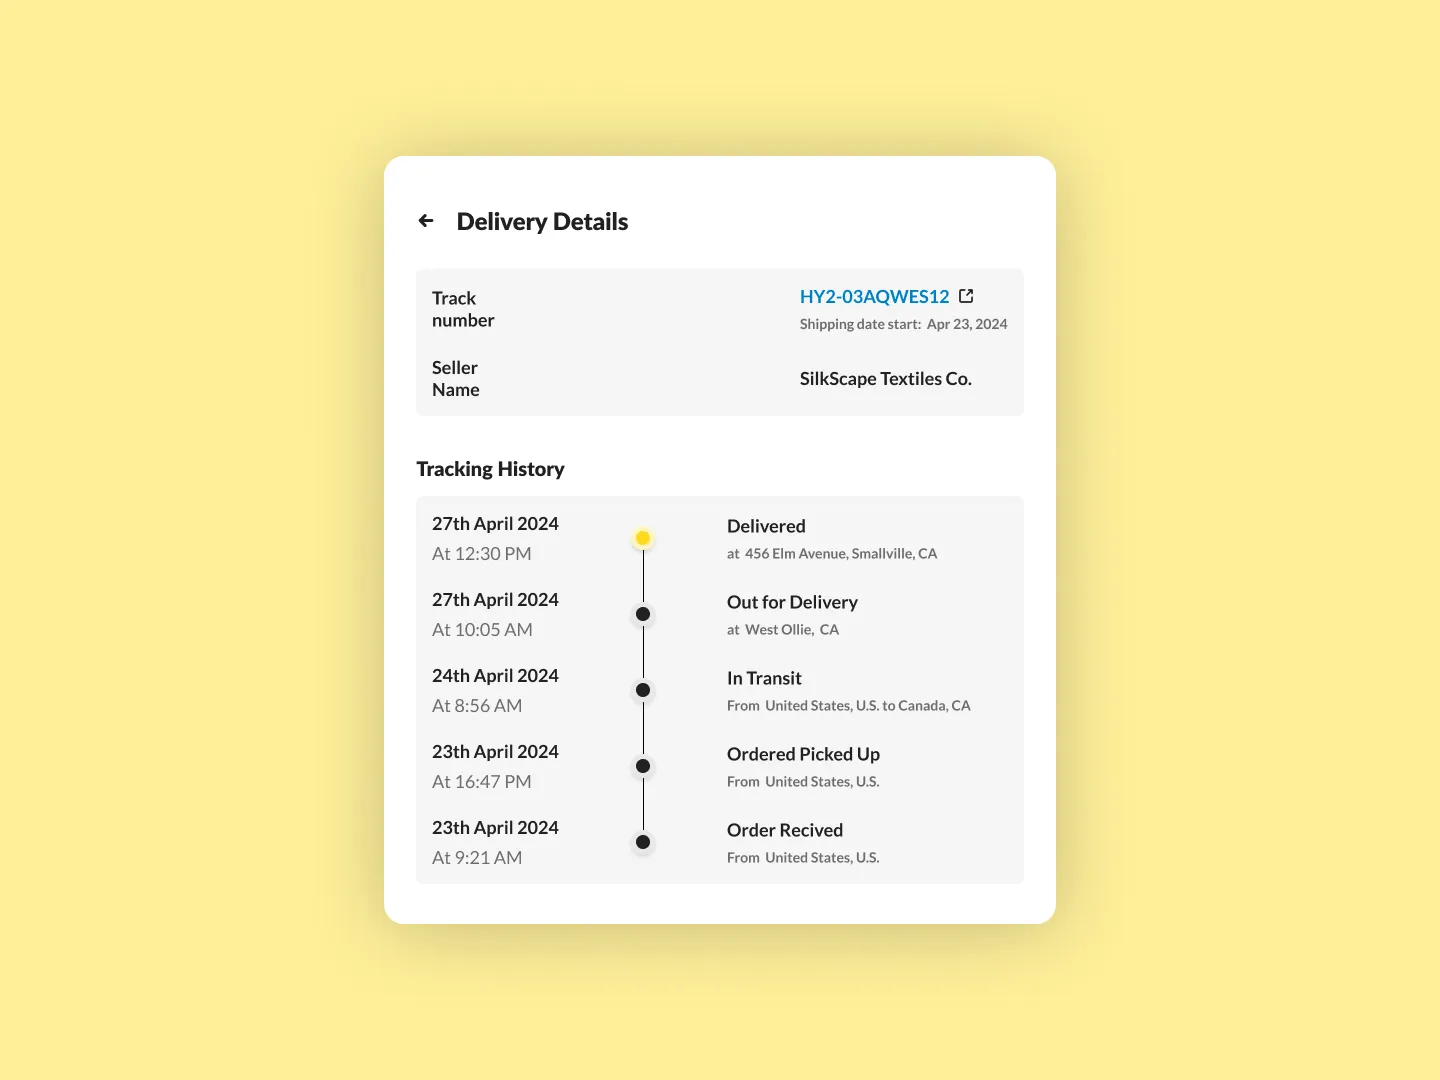 Delivery Details
Track
number
HY2-03AQWES12
Shipping date start: Apr 23, 2024
Seller
Name
SilkScape Textiles Co.
Tracking History
27th April 2024
At 12:30 PM
Delivered
at 456 Elm Avenue, Smallville, CA
27th April 2024
At 10:05 AM
Out for Delivery
at West Ollie, CA
24th April 2024
At 8:56 AM
In Transit
From United States, U.S. to Canada, CA
23th April 2024
At 16:47 PM
Ordered Picked Up
From United States, U.S.
23th April 2024
At 9:21 AM
Order Recived
From United States, U.S.